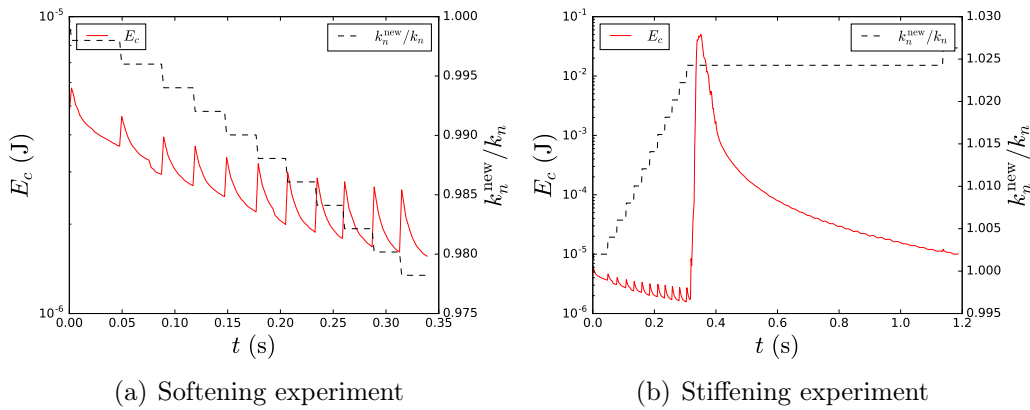 10⁻⁵
10⁻⁶
E_c (J)
E_c
k_n^new/k_n
1.000
0.995
0.990
0.985
0.980
0.975
k_n^new/k_n
0.00 0.05 0.10 0.15 0.20 0.25 0.30 0.35 0.40
t (s)
(a) Softening experiment
10⁻¹
10⁻²
10⁻³
10⁻⁴
10⁻⁵
10⁻⁶
E_c (J)
E_c
k_n^new/k_n
1.030
1.025
1.020
1.015
1.010
1.005
1.000
0.995
k_n^new/k_n
0.0 0.2 0.4 0.6 0.8 1.0 1.2
t (s)
(b) Stiffening experiment